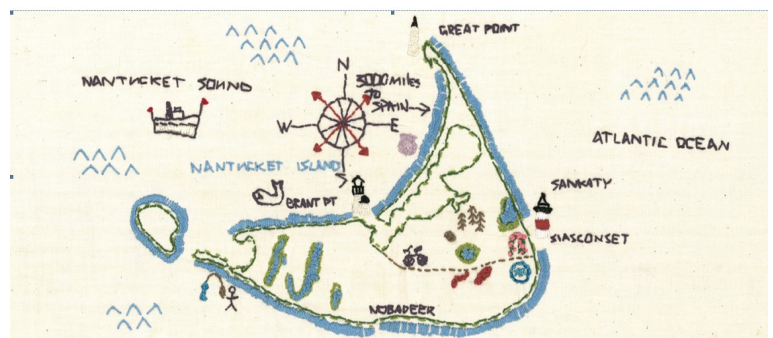 GREAT POINT
N
3000 MILES
TO
SPAIN
NANTUCKET SOUND
W
E
ATLANTIC OCEAN
NANTUCKET ISLAND
S
SANKATY
BRANT PT
SIASCONSET
NOBADEER